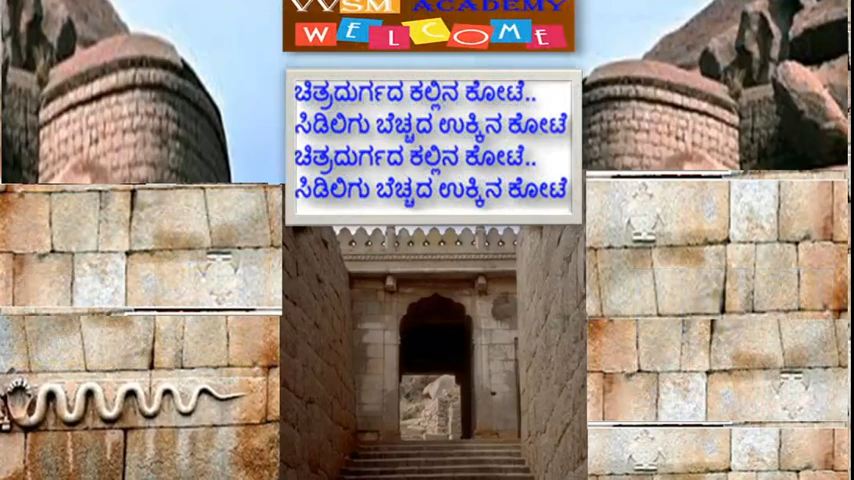 VVSM ACADEMY
WELCOME
ಚಿತ್ರದುರ್ಗದ ಕಲ್ಲಿನ ಕೋಟೆ..
ಸಿಡಿಲಿಗು ಬೆಚ್ಚದ ಉಕ್ಕಿನ ಕೋಟೆ
ಚಿತ್ರದುರ್ಗದ ಕಲ್ಲಿನ ಕೋಟೆ..
ಸಿಡಿಲಿಗು ಬೆಚ್ಚದ ಉಕ್ಕಿನ ಕೋಟೆ